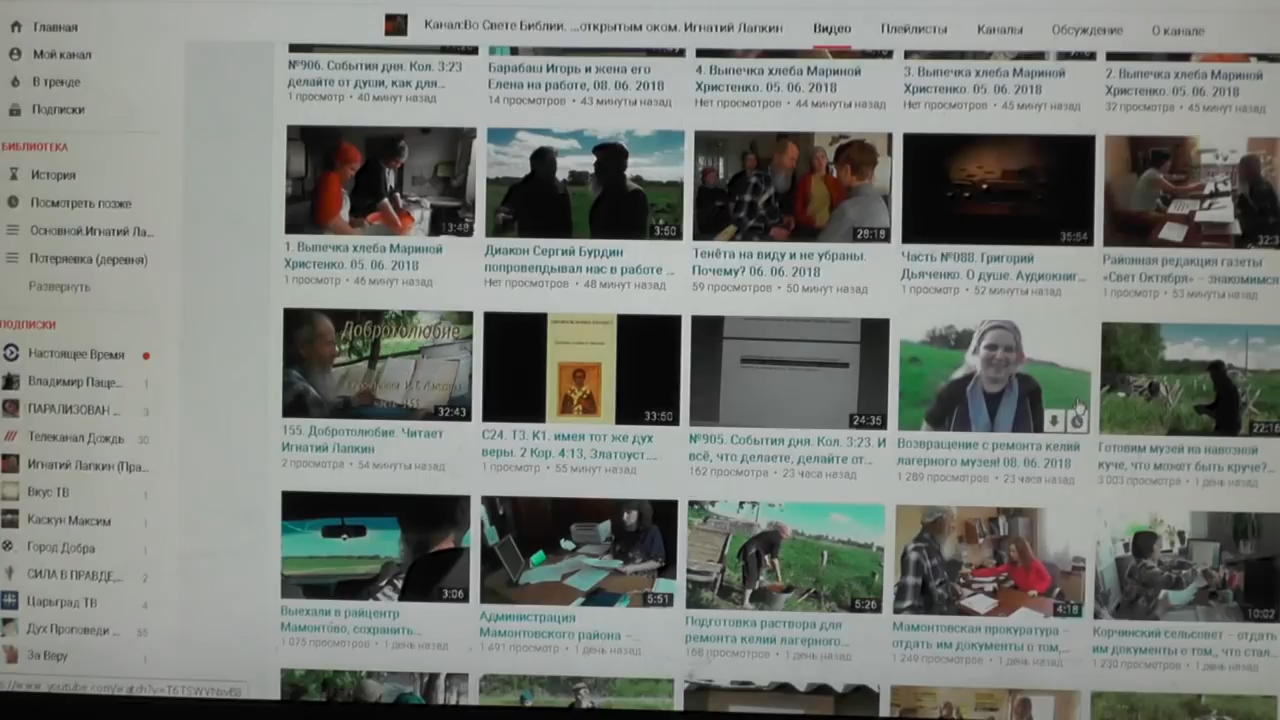 Главная
Мой канал
В тренде
Подписки
БИБЛИОТЕКА
История
Посмотреть позже
Основной.Игнатий Ла...
Потеряевка (деревня)
Развернуть
ПОДПИСКИ
Настоящее Время
Владимир Паще... 1
ПАРАЛИЗОВАН ... 3
Телеканал Дождь 30
Игнатий Лапкин (Пра...
Вкус ТВ 1
Каскун Максим 1
Город Добра 1
СИЛА В ПРАВДЕ,... 2
Царьград ТВ 4
Дух Проповеди ... 55
За Веру 1
Канал:Во Свете Библии. ...открытым оком. Игнатий Лапкин
Видео Плейлисты Каналы Обсуждение О канале
№906. События дня. Кол. 3:23
делайте от души, как для...
1 просмотр • 40 минут назад
Барабаш Игорь и жена его
Елена на работе, 08. 06. 2018
14 просмотров • 43 минуты назад
4. Выпечка хлеба Мариной
Христенко. 05. 06. 2018
Нет просмотров • 44 минуты назад
3. Выпечка хлеба Мариной
Христенко. 05. 06. 2018
Нет просмотров • 45 минут назад
2. Выпечка хлеба Мариной
Христенко. 05. 06. 2018
32 просмотра • 45 минут назад
13:48
1. Выпечка хлеба Мариной
Христенко. 05. 06. 2018
1 просмотр • 46 минут назад
3:50
Диакон Сергий Бурдин
попроведывал нас в работе ...
Нет просмотров • 48 минут назад
28:18
Тенёта на виду и не убраны.
Почему? 06. 06. 2018
59 просмотров • 50 минут назад
35:54
Часть №088. Григорий
Дьяченко. О душе. Аудиокниг...
1 просмотр • 52 минуты назад
32:3
Районная редакция газеты
«Свет Октября» – знакомимся
1 просмотр • 53 минуты назад
Добротолюбие
32:43
155. Добротолюбие. Читает
Игнатий Лапкин
2 просмотра • 54 минуты назад
33:50
С24. Т3. К1. имея тот же дух
веры. 2 Кор. 4:13, Златоуст....
1 просмотр • 55 минут назад
24:35
№905. События дня. Кол. 3:23. И
всё, что делаете, делайте от...
162 просмотра • 23 часа назад
Возвращение с ремонта келий
лагерного музея! 08. 06. 2018
1 289 просмотров • 23 часа назад
22:16
Готовим музей на навозной
куче, что может быть круче?...
3 003 просмотра • 1 день назад
3:06
Выехали в райцентр
Мамонтово, сохранить...
1 075 просмотров • 1 день назад
5:51
Администрация
Мамонтовского района –...
1 491 просмотр • 1 день назад
5:26
Подготовка раствора для
ремонта келий лагерного...
168 просмотров • 1 день назад
4:18
Мамонтовская прокуратура –
отдать им документы о том,...
1 249 просмотров • 1 день назад
10:02
Корчинский сельсовет – отдать
им документы о том,, что стал...
1 230 просмотров • 1 день назад